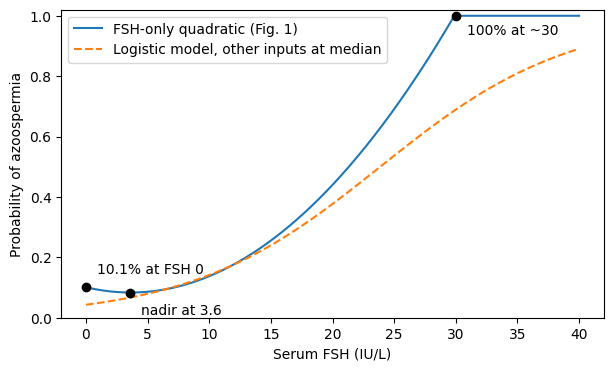 FSH-only quadratic (Fig. 1)
Logistic model, other inputs at median
100% at ~30
10.1% at FSH 0
nadir at 3.6
Probability of azoospermia
1.0
0.8
0.6
0.4
0.2
0.0
0 5 10 15 20 25 30 35 40
Serum FSH (IU/L)